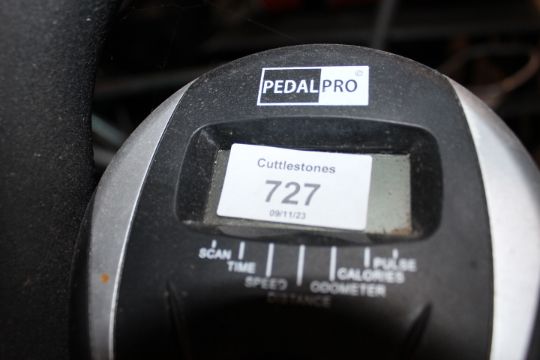 PEDALPRO
Cuttlestones
727
09/11/23
SCAN
TIME
SPEED
DISTANCE
ODOMETER
CALORIES
PULSE